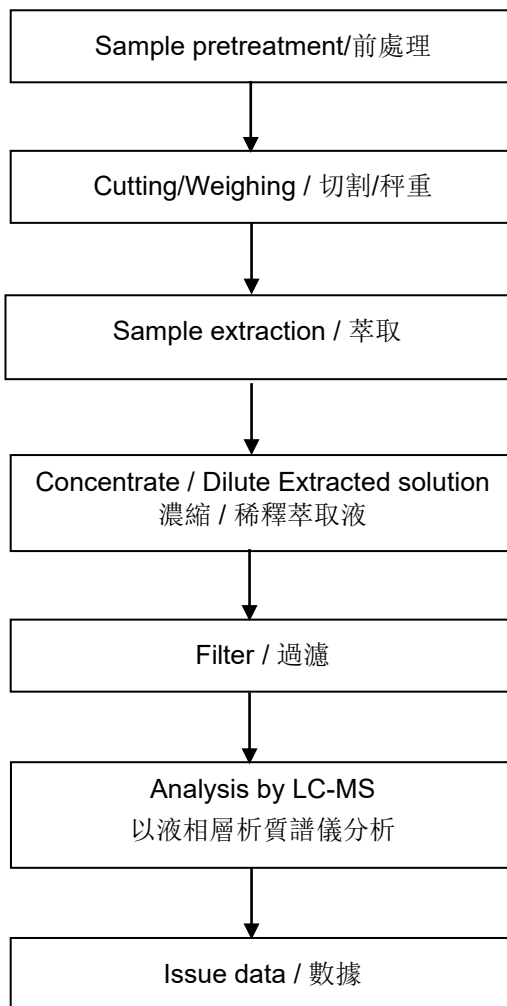 Sample pretreatment/前處理
Cutting/Weighing / 切割/秤重
Sample extraction / 萃取
Concentrate / Dilute Extracted solution
濃縮 / 稀釋萃取液
Filter / 過濾
Analysis by LC-MS
以液相層析質譜儀分析
Issue data / 數據